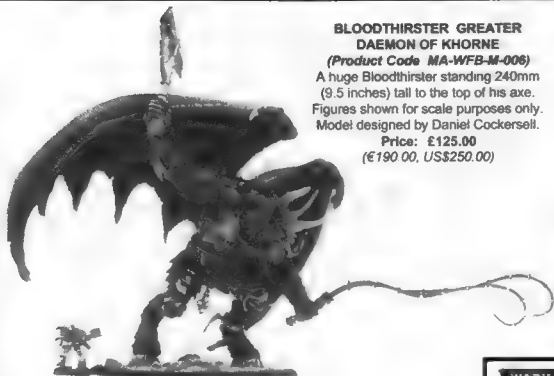 BLOODTHIRSTER GREATER
DAEMON OF KHORNE
(Product Code MA-WFB-M-006)
A huge Bloodthirster standing 240mm
(9.5 inches) tall to the top of his axe.
Figures shown for scale purposes only.
Model designed by Daniel Cockersell.
Price: £125.00
(€190.00, US$250.00)